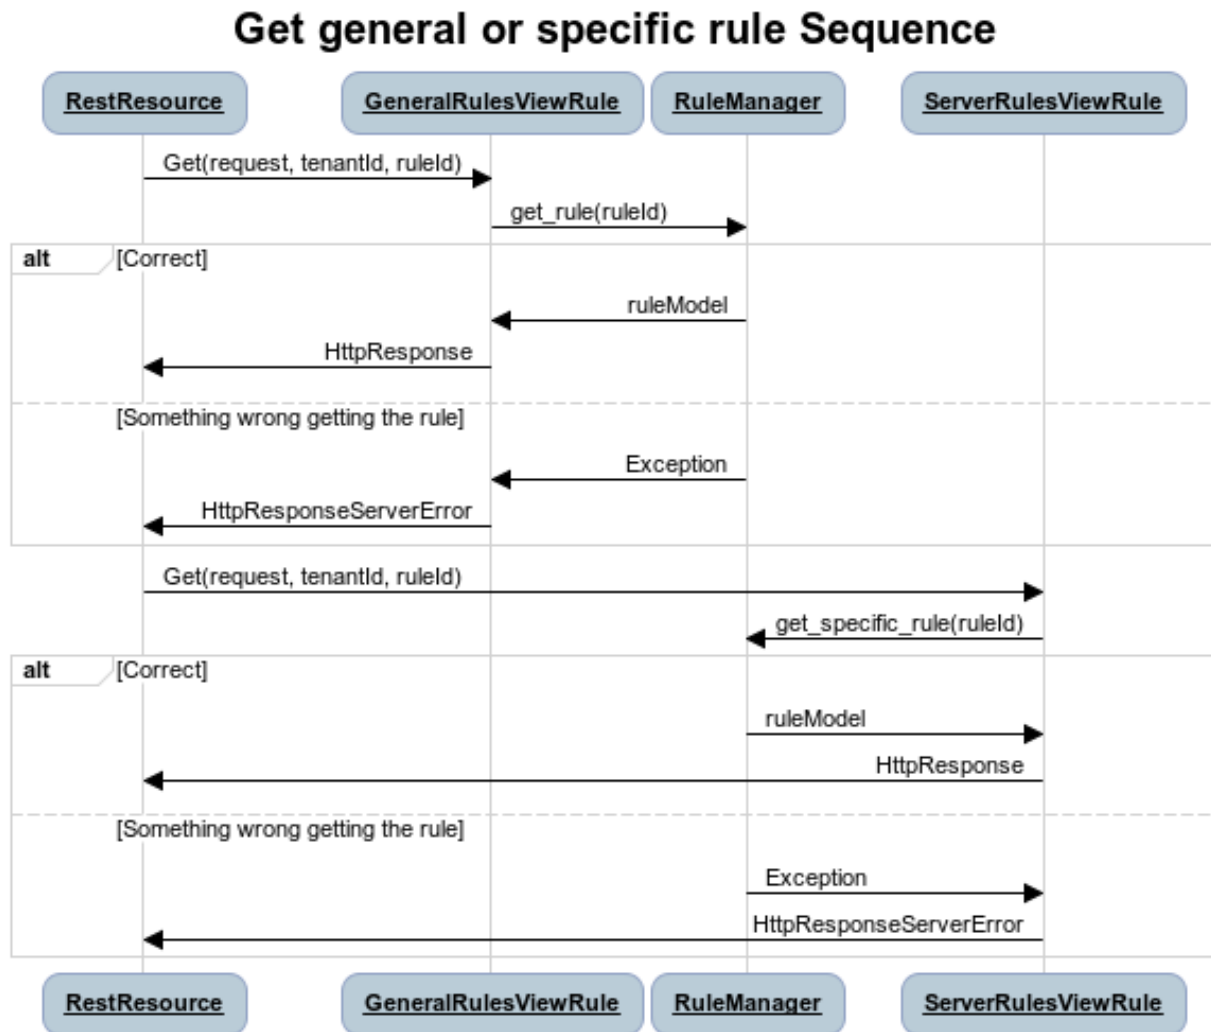 Get general or specific rule Sequence
RestResource GeneralRulesViewRule RuleManager ServerRulesViewRule
Get(request, tenantId, ruleId)
get_rule(ruleId)
alt [Correct]
ruleModel
HttpResponse
[Something wrong getting the rule]
Exception
HttpResponseServerError
Get(request, tenantId, ruleId)
get_specific_rule(ruleId)
alt [Correct]
ruleModel
HttpResponse
[Something wrong getting the rule]
Exception
HttpResponseServerError
RestResource GeneralRulesViewRule RuleManager ServerRulesViewRule